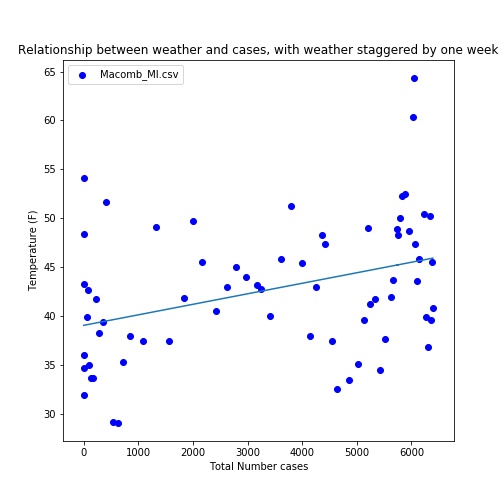 Relationship between weather and cases, with weather staggered by one week
Macomb_MI.csv
65
60
55
50
45
40
35
30
Temperature (F)
0 1000 2000 3000 4000 5000 6000
Total Number cases